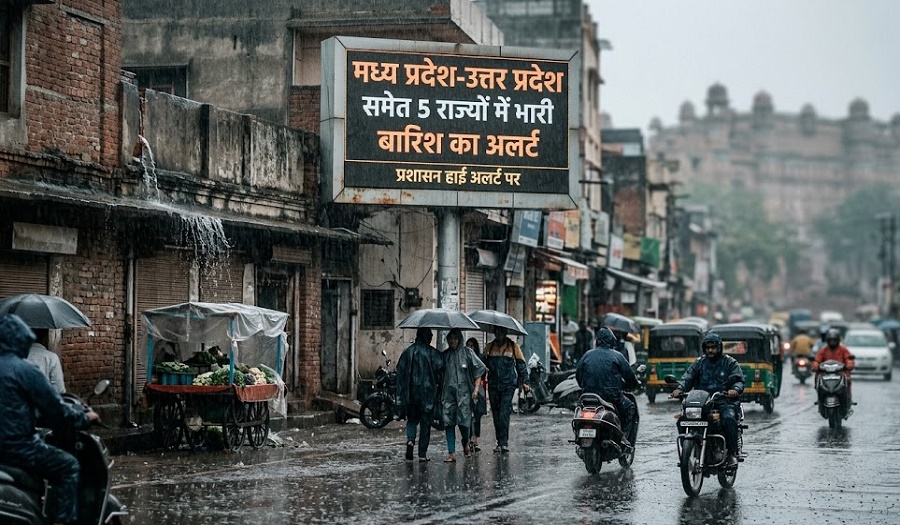 मध्य प्रदेश-उत्तर प्रदेश
समेत 5 राज्यों में भारी
बारिश का अलर्ट
प्रशासन हाई अलर्ट पर